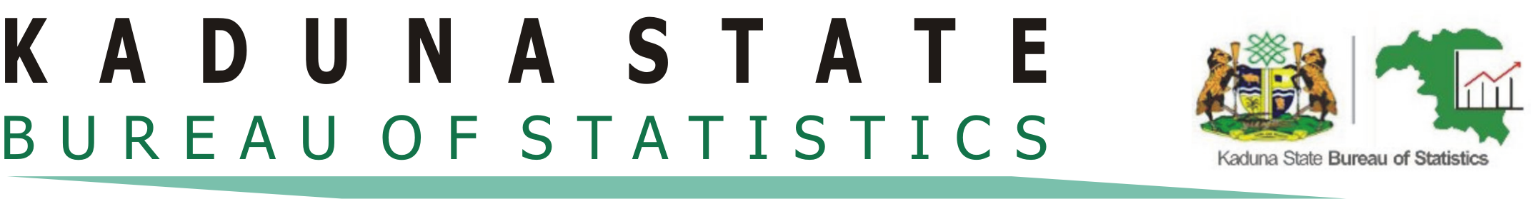 KADUNA STATE
BUREAU OF STATISTICS
Kaduna State Bureau of Statistics